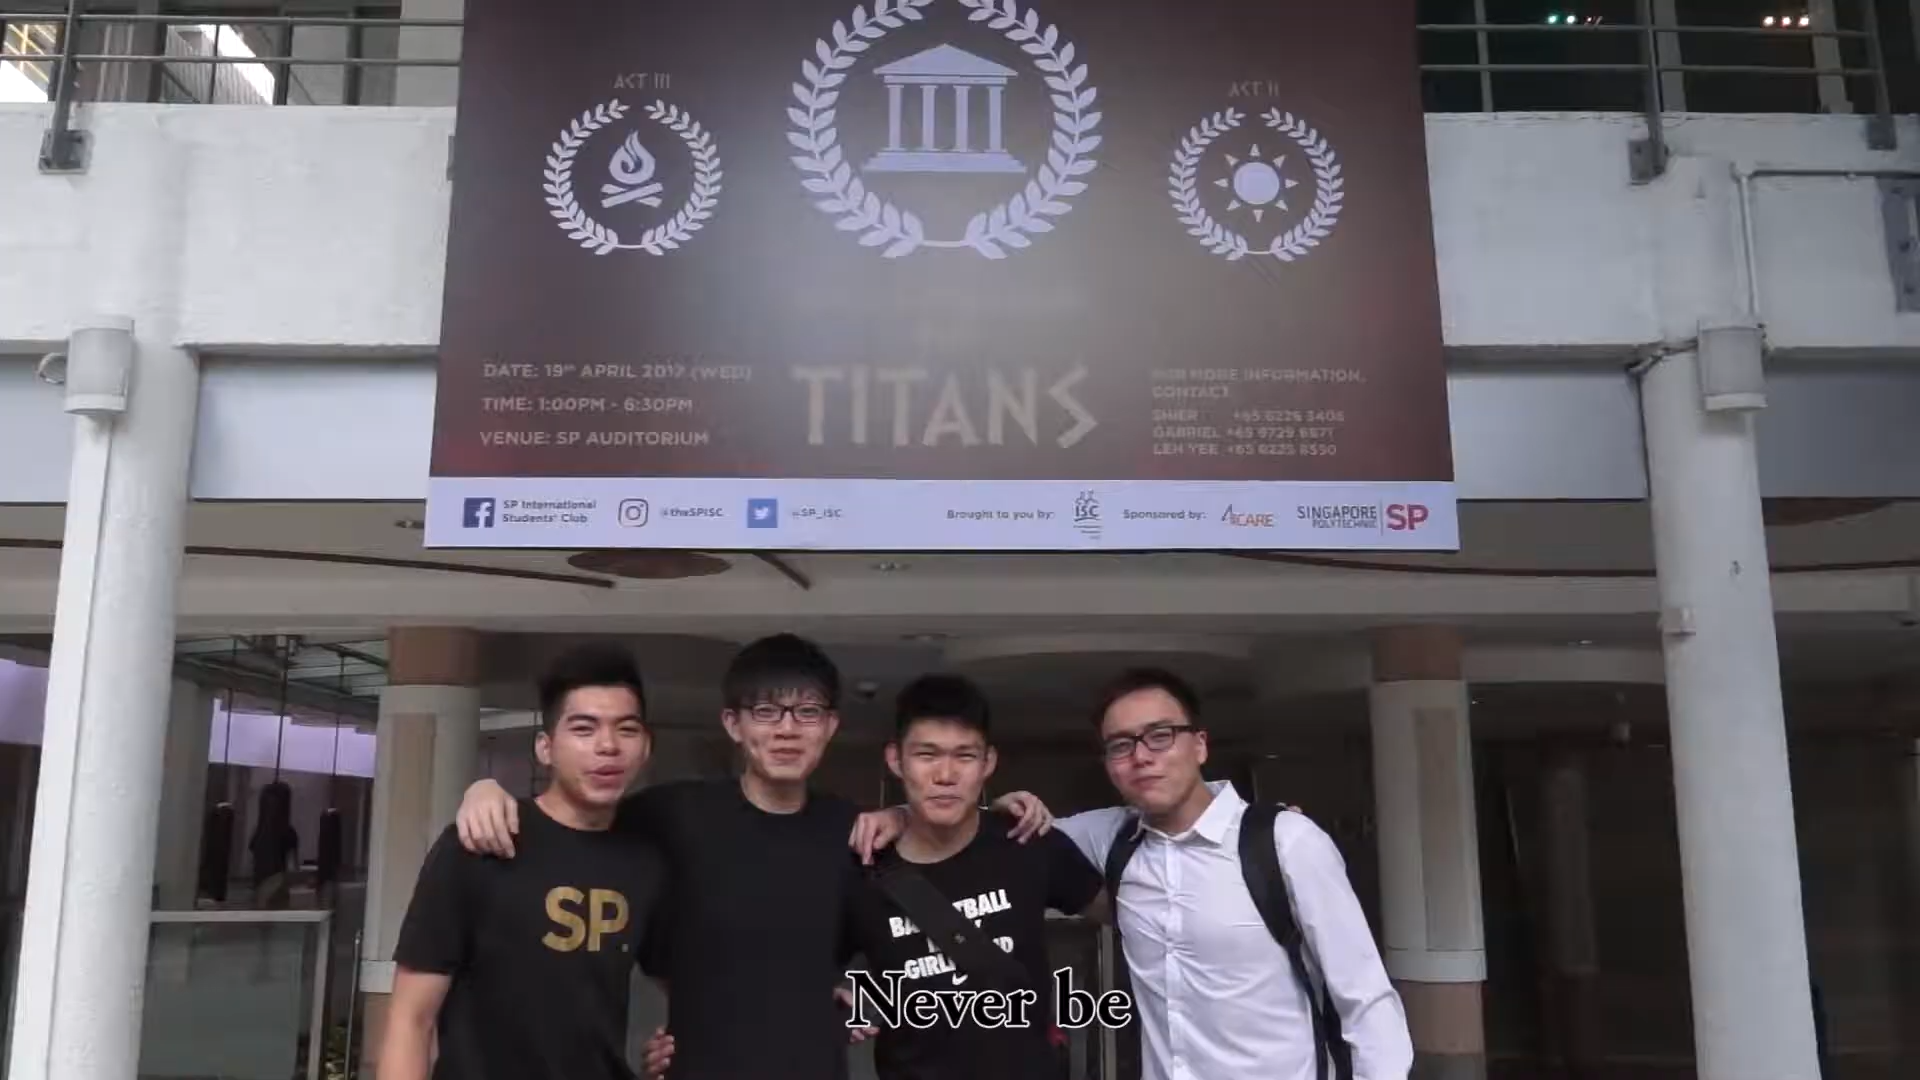 ACT III
ACT II
DATE: 19th APRIL 2017 (WED)
TIME: 1:00PM - 6:30PM
VENUE: SP AUDITORIUM
TITANS
FOR MORE INFORMATION,
CONTACT
GABRIEL
SP International
Students' Club
@theSPISC
@SP_ISC
Brought to you by:
ISC
Sponsored by:
CARE
SINGAPORE
POLYTECHNIC
SP
SP.
Never be